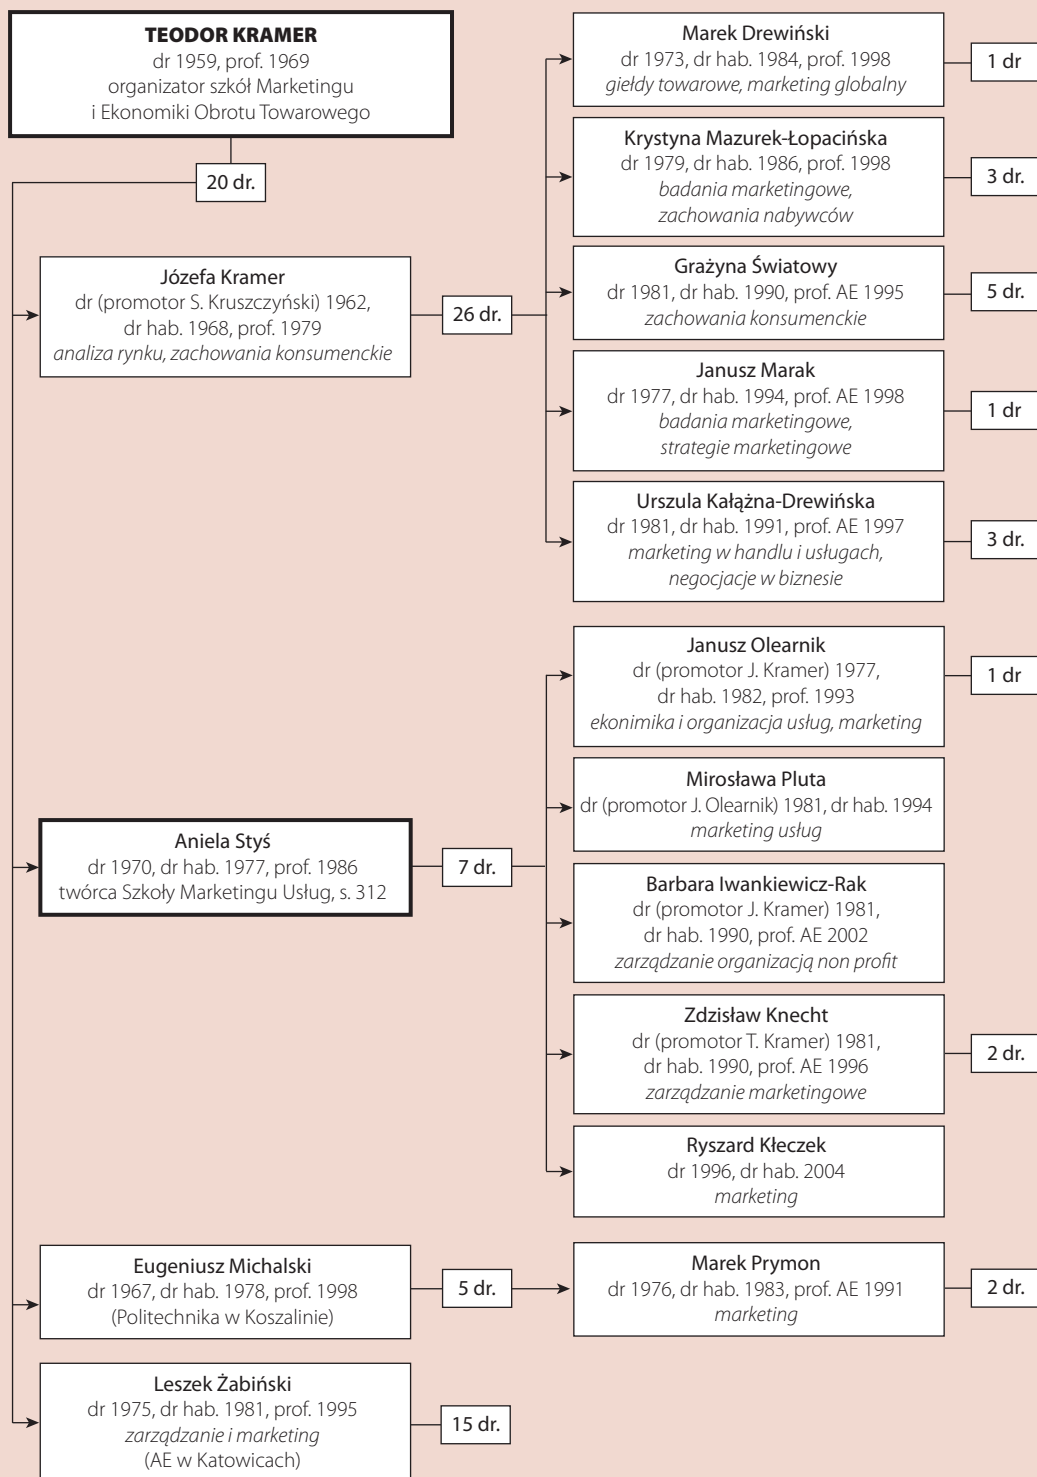 TEODOR KRAMER
dr 1959, prof. 1969
organizator szkół Marketingu
i Ekonomiki Obrotu Towarowego
20 dr.
Józefa Kramer
dr (promotor S. Kruszczyński) 1962,
dr hab. 1968, prof. 1979
analiza rynku, zachowania konsumenckie
26 dr.
Marek Drewiński
dr 1973, dr hab. 1984, prof. 1998
giełdy towarowe, marketing globalny
1 dr
Krystyna Mazurek-Łopacińska
dr 1979, dr hab. 1986, prof. 1998
badania marketingowe,
zachowania nabywców
3 dr.
Grażyna Światowy
dr 1981, dr hab. 1990, prof. AE 1995
zachowania konsumenckie
5 dr.
Janusz Marak
dr 1977, dr hab. 1994, prof. AE 1998
badania marketingowe,
strategie marketingowe
1 dr
Urszula Kałążna-Drewińska
dr 1981, dr hab. 1991, prof. AE 1997
marketing w handlu i usługach,
negocjacje w biznesie
3 dr.
Aniela Styś
dr 1970, dr hab. 1977, prof. 1986
twórca Szkoły Marketingu Usług, s. 312
7 dr.
Janusz Olearnik
dr (promotor J. Kramer) 1977,
dr hab. 1982, prof. 1993
ekonimika i organizacja usług, marketing
1 dr
Mirosława Pluta
dr (promotor J. Olearnik) 1981, dr hab. 1994
marketing usług
Barbara Iwankiewicz-Rak
dr (promotor J. Kramer) 1981,
dr hab. 1990, prof. AE 2002
zarządzanie organizacją non profit
Zdzisław Knecht
dr (promotor T. Kramer) 1981,
dr hab. 1990, prof. AE 1996
zarządzanie marketingowe
2 dr.
Ryszard Kłeczek
dr 1996, dr hab. 2004
marketing
Eugeniusz Michalski
dr 1967, dr hab. 1978, prof. 1998
(Politechnika w Koszalinie)
5 dr.
Marek Prymon
dr 1976, dr hab. 1983, prof. AE 1991
marketing
2 dr.
Leszek Żabiński
dr 1975, dr hab. 1981, prof. 1995
zarządzanie i marketing
(AE w Katowicach)
15 dr.